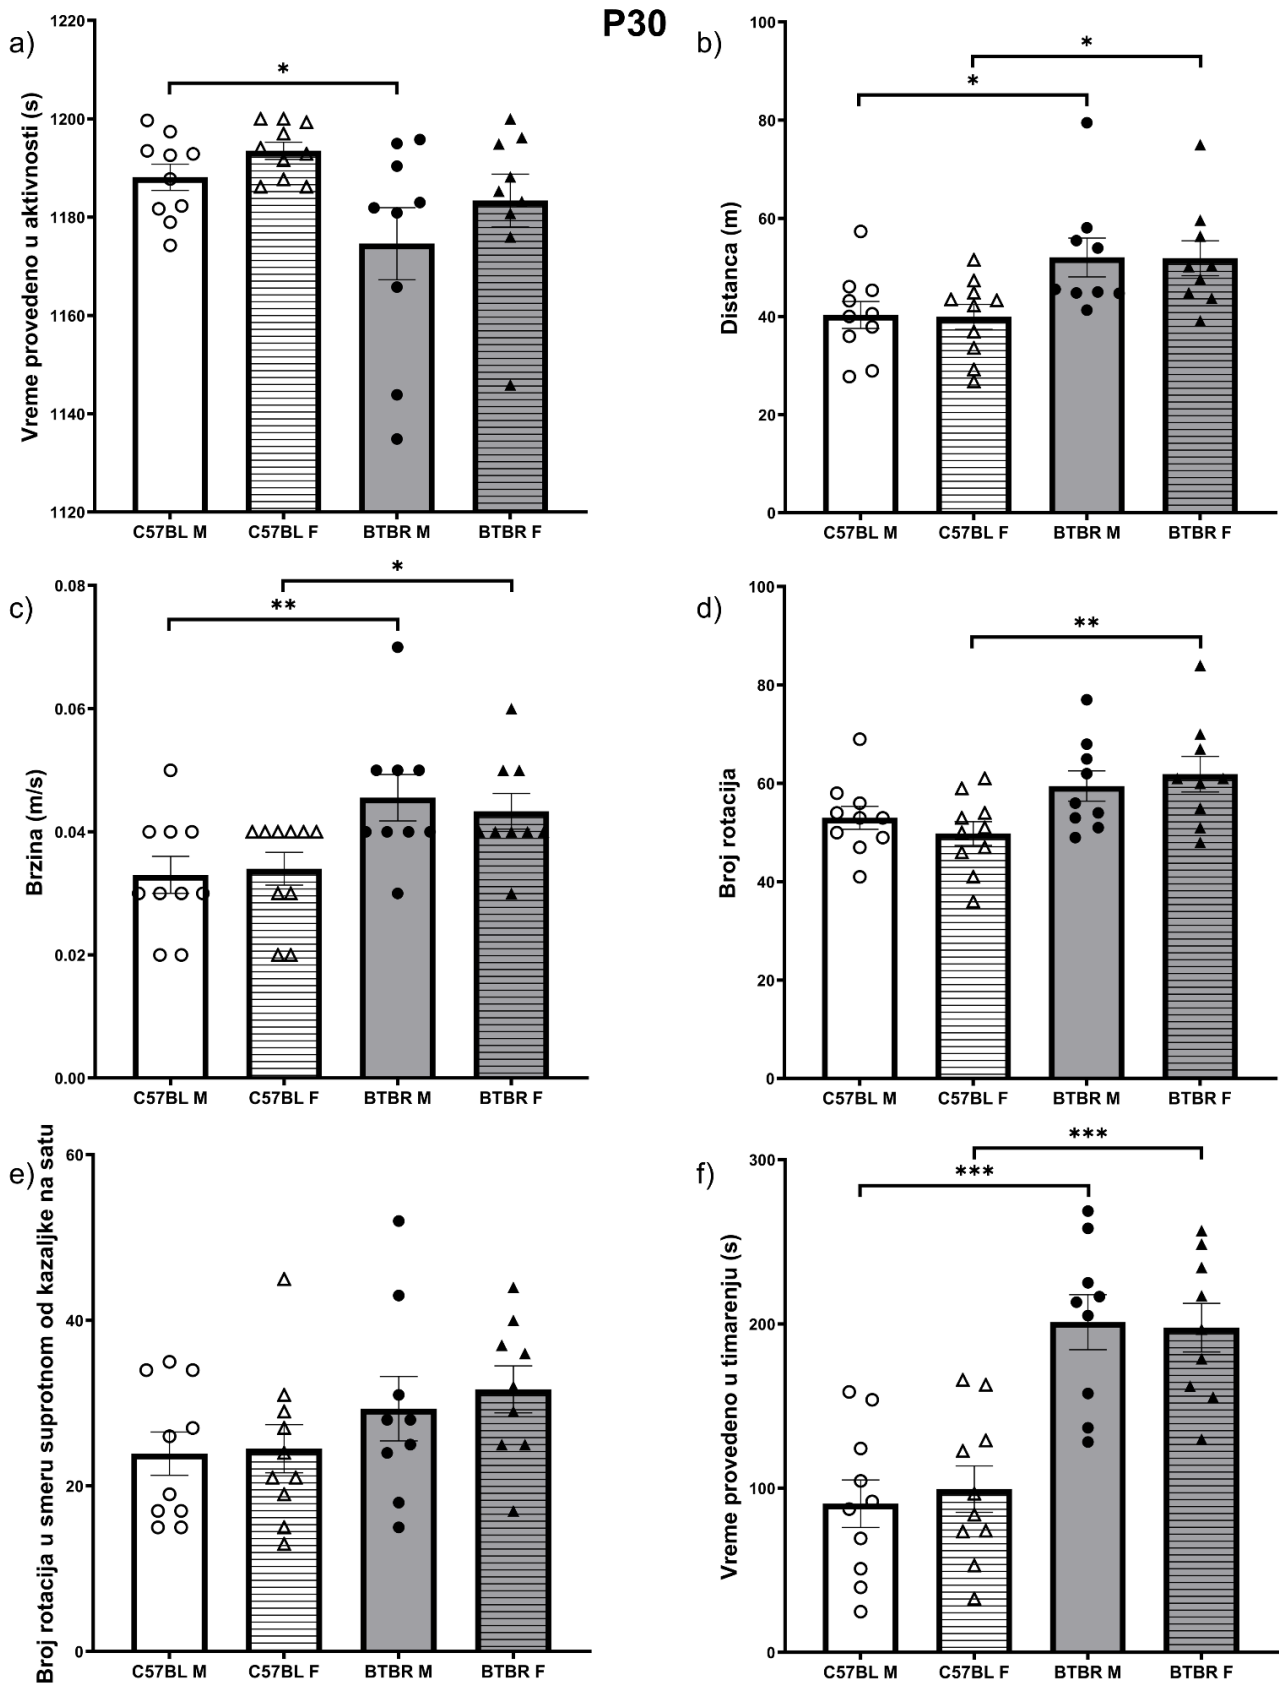 P30
a)
Vreme provedeno u aktivnosti (s)
1220
1200
1180
1160
1140
1120
*
C57BL M C57BL F BTBR M BTBR F
b)
Distanca (m)
100
80
60
40
20
0
*
*
C57BL M C57BL F BTBR M BTBR F
c)
Brzina (m/s)
0.08
0.06
0.04
0.02
0.00
*
**
C57BL M C57BL F BTBR M BTBR F
d)
Broj rotacija
100
80
60
40
20
0
**
C57BL M C57BL F BTBR M BTBR F
e)
Broj rotacija u smeru suprotnom od kazaljke na satu
60
40
20
0
C57BL M C57BL F BTBR M BTBR F
f)
Vreme provedeno u timarenju (s)
300
200
100
0
***
***
C57BL M C57BL F BTBR M BTBR F